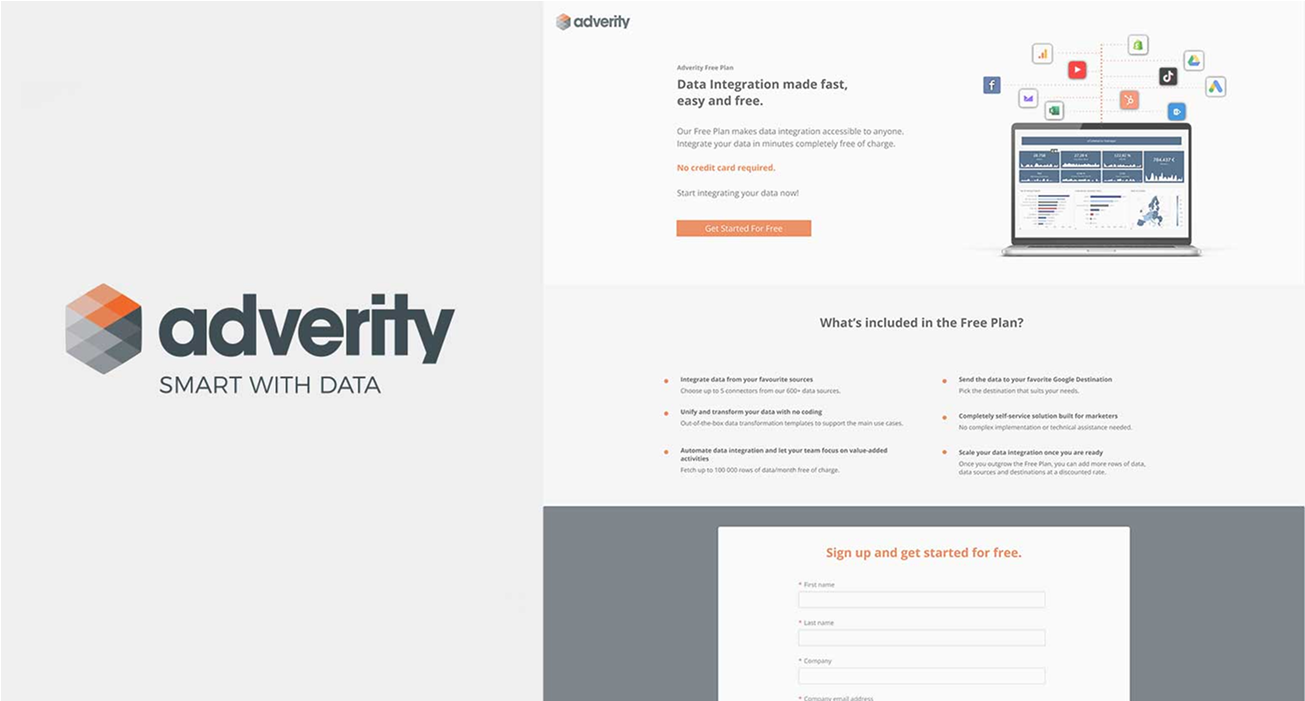 adverity
SMART WITH DATA
adverity
Adverity Free Plan
Data Integration made fast,
easy and free.
Our Free Plan makes data integration accessible to anyone.
Integrate your data in minutes completely free of charge.
No credit card required.
Start integrating your data now!
Get Started For Free
What's included in the Free Plan?
Integrate data from your favourite sources
Choose up to 5 connectors from our 600+ data sources.
Unify and transform your data with no coding
Out-of-the-box data transformation templates to support the main use cases.
Automate data integration and let your team focus on value-added
activities
Fetch up to 100 000 rows of data/month free of charge.
Send the data to your favorite Google Destination
Pick the destination that suits your needs.
Completely self-service solution built for marketers
No complex implementation or technical assistance needed.
Scale your data integration once you are ready
Once you outgrow the Free Plan, you can add more rows of data,
data sources and destinations at a discounted rate.
Sign up and get started for free.
* First name
* Last name
* Company
* Company email address